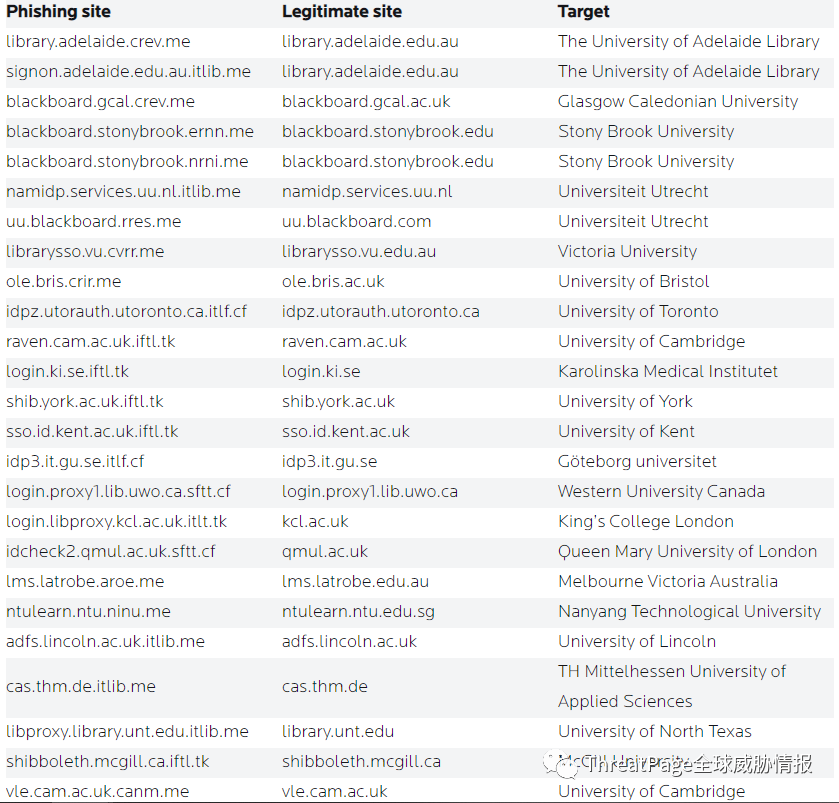 Phishing site Legitimate site Target
library.adelaide.crev.me library.adelaide.edu.au The University of Adelaide Library
signon.adelaide.edu.au.itlib.me library.adelaide.edu.au The University of Adelaide Library
blackboard.gcal.crev.me blackboard.gcal.ac.uk Glasgow Caledonian University
blackboard.stonybrook.ernn.me blackboard.stonybrook.edu Stony Brook University
blackboard.stonybrook.nrni.me blackboard.stonybrook.edu Stony Brook University
namidp.services.uu.nl.itlib.me namidp.services.uu.nl Universiteit Utrecht
uu.blackboard.rres.me uu.blackboard.com Universiteit Utrecht
librarysso.vu.cvrr.me librarysso.vu.edu.au Victoria University
ole.bris.crir.me ole.bris.ac.uk University of Bristol
idpz.utorauth.utoronto.ca.itlf.cf idpz.utorauth.utoronto.ca University of Toronto
raven.cam.ac.uk.iftl.tk raven.cam.ac.uk University of Cambridge
login.ki.se.iftl.tk login.ki.se Karolinska Medical Institutet
shib.york.ac.uk.iftl.tk shib.york.ac.uk University of York
sso.id.kent.ac.uk.iftl.tk sso.id.kent.ac.uk University of Kent
idp3.it.gu.se.itlf.cf idp3.it.gu.se Göteborg universitet
login.proxy1.lib.uwo.ca.sftt.cf login.proxy1.lib.uwo.ca Western University Canada
login.libproxy.kcl.ac.uk.itlt.tk kcl.ac.uk King's College London
idcheck2.qmul.ac.uk.sftt.cf qmul.ac.uk Queen Mary University of London
lms.latrobe.aroe.me lms.latrobe.edu.au Melbourne Victoria Australia
ntulearn.ntu.ninu.me ntulearn.ntu.edu.sg Nanyang Technological University
adfs.lincoln.ac.uk.itlib.me adfs.lincoln.ac.uk University of Lincoln
cas.thm.de.itlib.me cas.thm.de TH Mittelhessen University of
Applied Sciences
libproxy.library.unt.edu.itlib.me library.unt.edu University of North Texas
shibboleth.mcgill.ca.iftl.tk shibboleth.mcgill.ca McGill University
ThreatPage全球威胁情报
vle.cam.ac.uk.canm.me vle.cam.ac.uk University of Cambridge